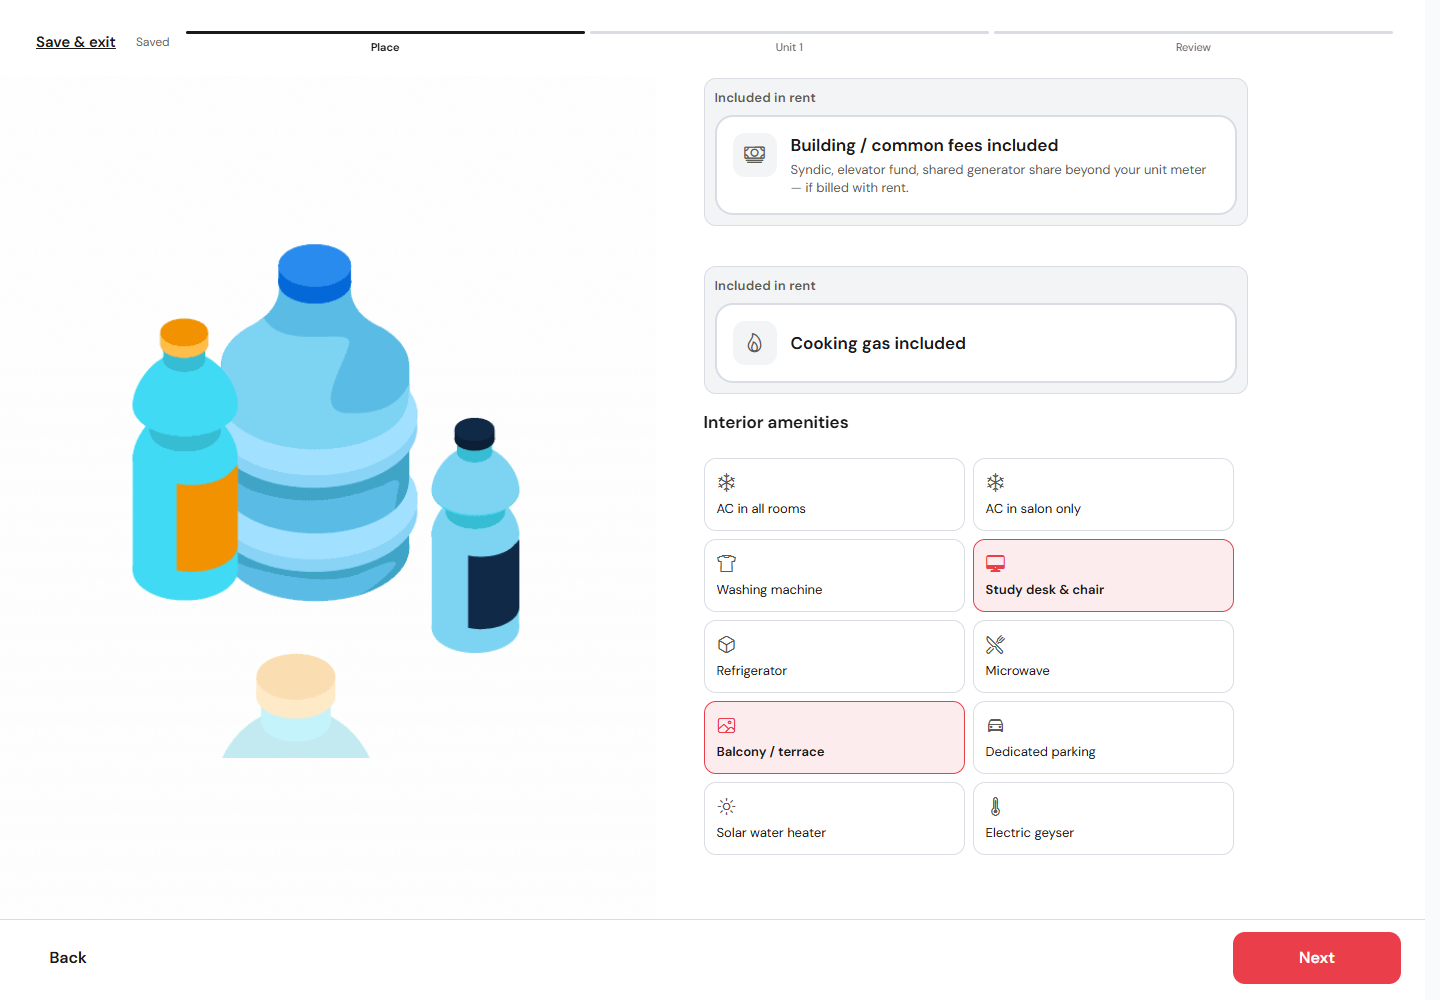 Save & exit
Saved
Place
Unit 1
Review
Included in rent
Building / common fees included
Syndic, elevator fund, shared generator share beyond your unit meter
— if billed with rent.
Included in rent
Cooking gas included
Interior amenities
AC in all rooms
AC in salon only
Washing machine
Study desk & chair
Refrigerator
Microwave
Balcony / terrace
Dedicated parking
Solar water heater
Electric geyser
Back
Next